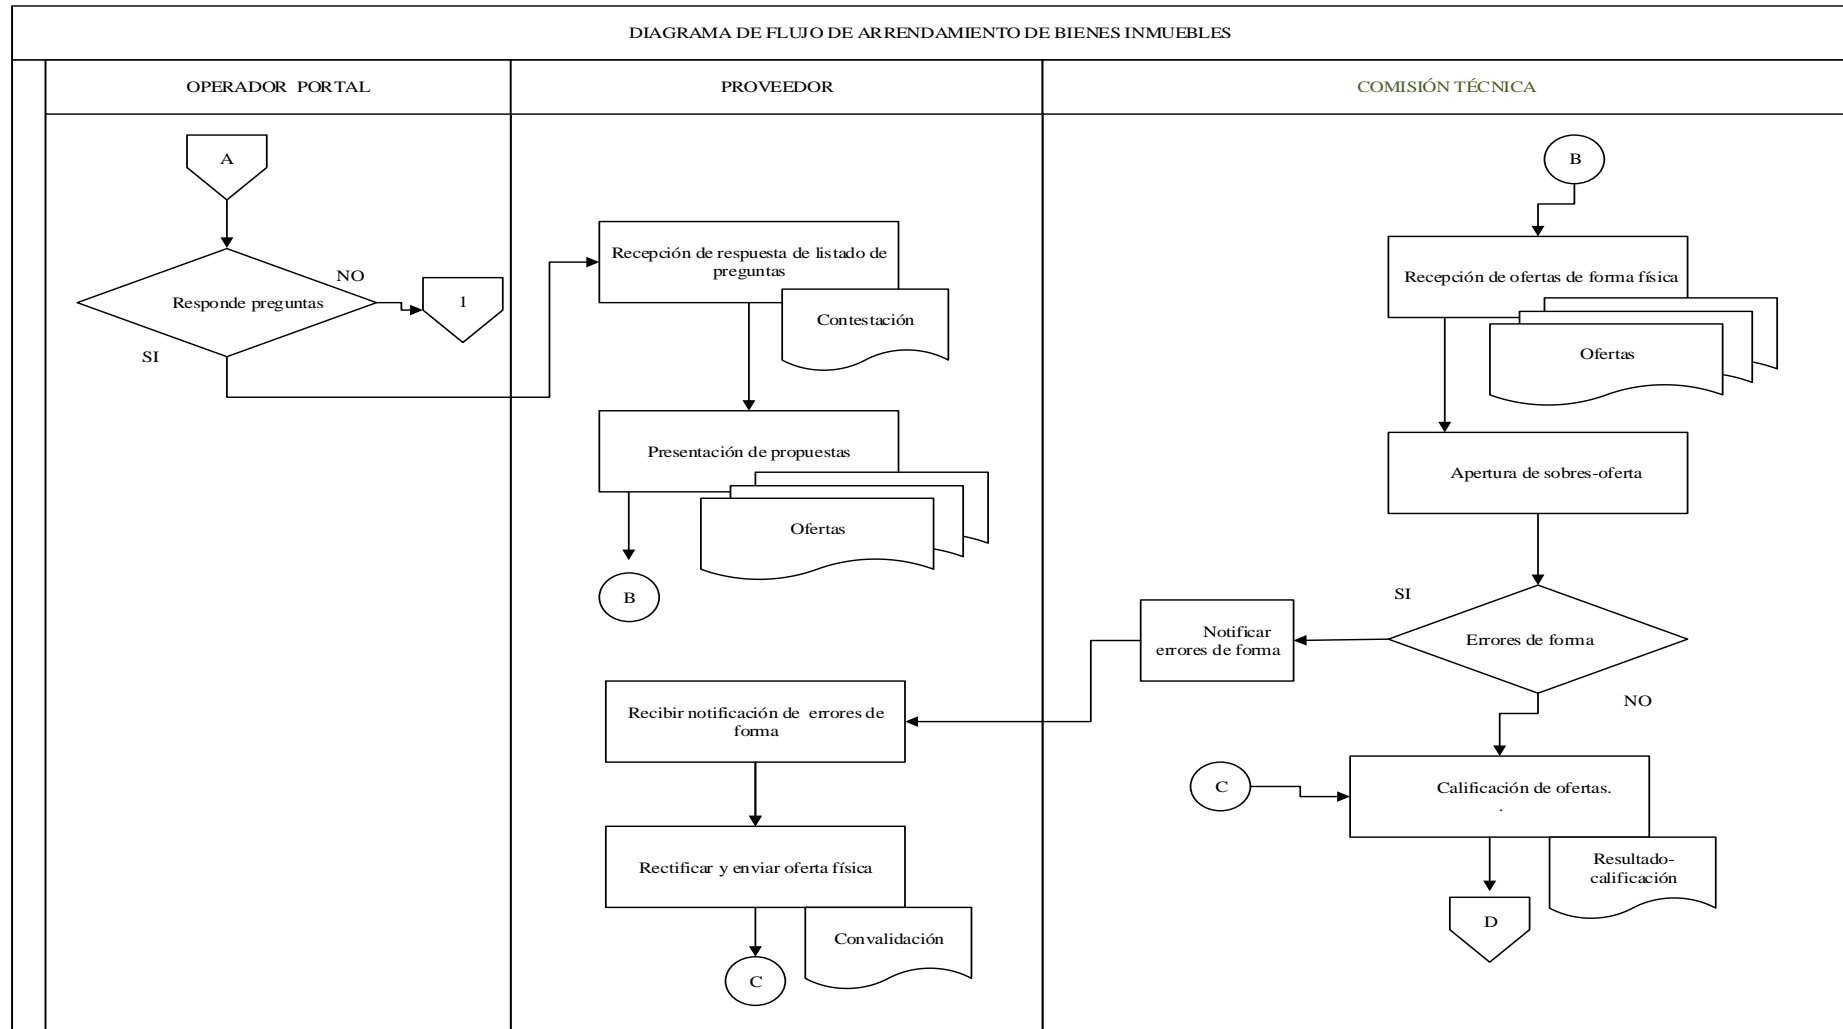 DIAGRAMA DE FLUJO DE ARRENDAMIENTO DE BIENES INMUEBLES
OPERADOR PORTAL
PROVEEDOR
COMISIÓN TÉCNICA
A
Responde preguntas
NO
1
SI
Recepción de respuesta de listado de
preguntas
Contestación
Presentación de propuestas
Ofertas
B
Recibir notificación de errores de
forma
Rectificar y enviar oferta física
Convalidación
C
B
Recepción de ofertas de forma física
Ofertas
Apertura de sobres-oferta
SI
Errores de forma
Notificar
errores de forma
NO
C
Calificación de ofertas.
.
Resultado-
calificación
D